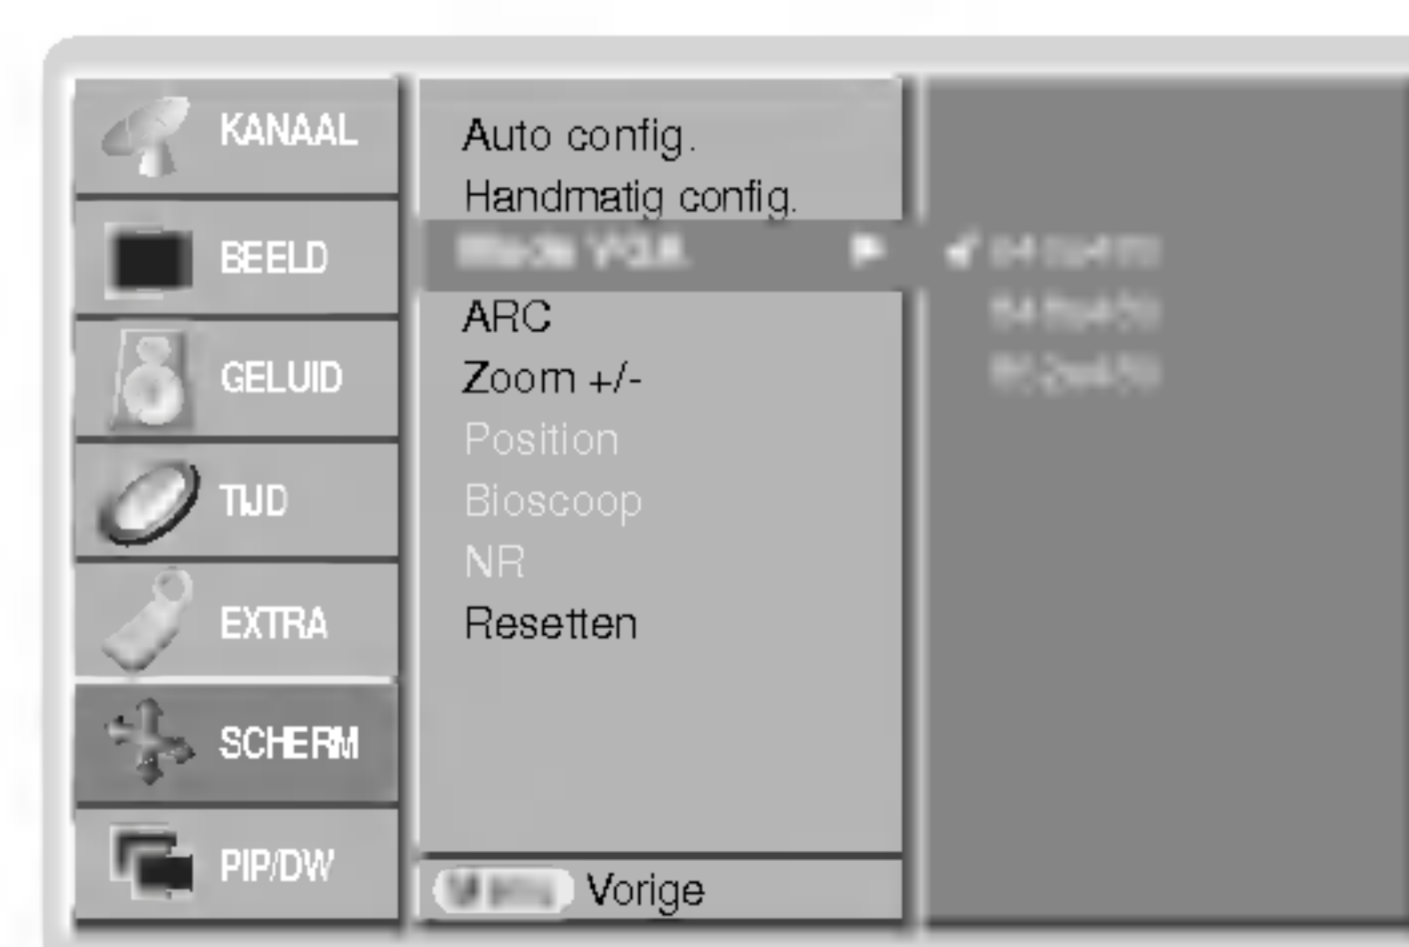 KANAAL
BEELD
GELUID
TIJD
EXTRA
SCHERM
PIP/DW
Auto config.
Handmatig config.
ARC
Zoom +/-
Position
Bioscoop
NR
Resetten
Vorige